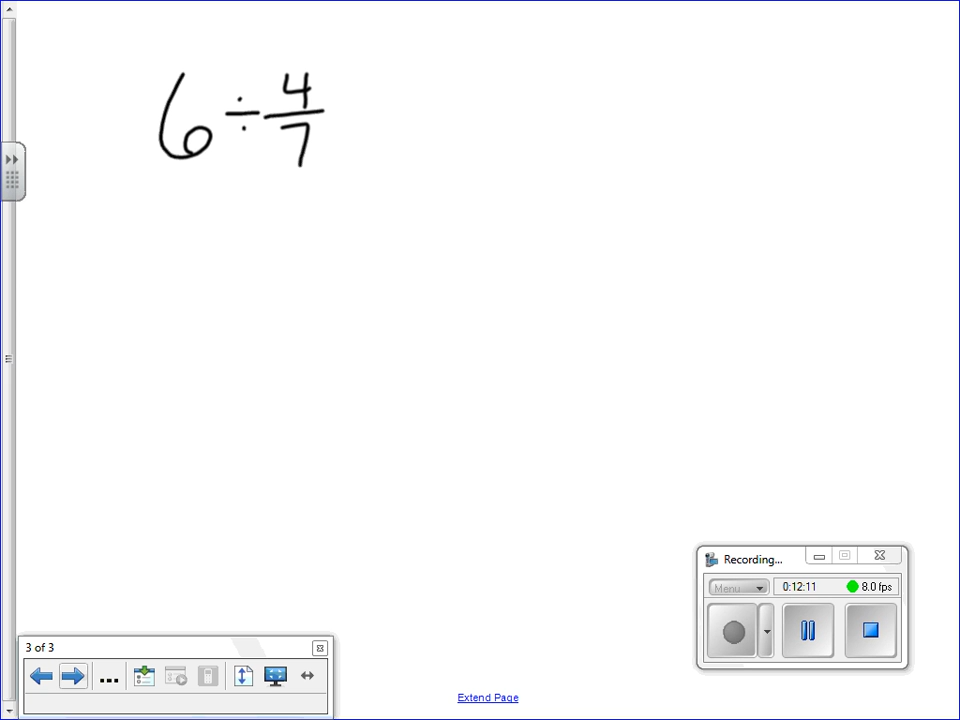 6 ÷ 4/7
Recording...
Menu
0:12:11
8.0 fps
3 of 3
...
Extend Page